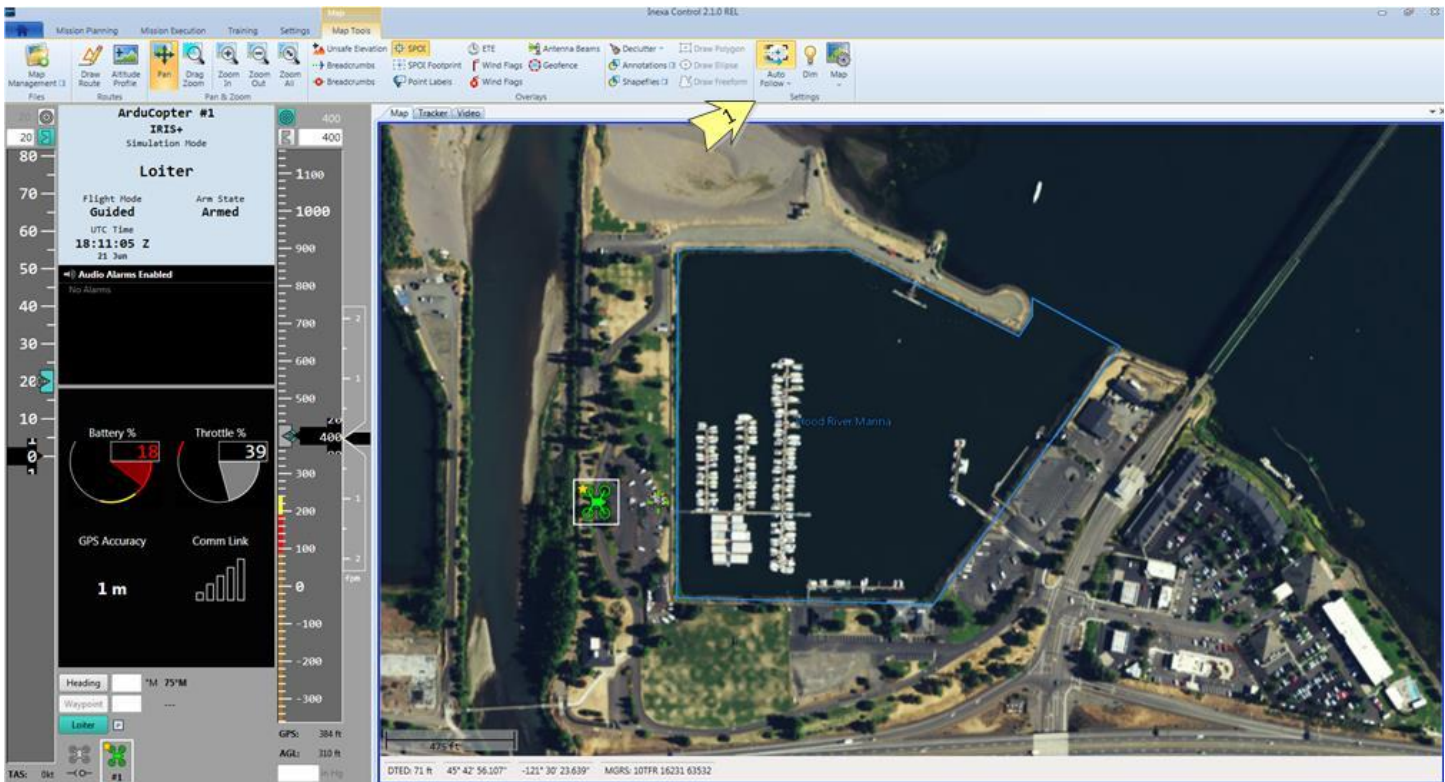 Inexa Control 2.1.0 REL
Map
Mission Planning Mission Execution Training Settings Map Tools
Map Management
Draw Route
Altitude Profile
Pan
Drag Zoom
Zoom In
Zoom Out
Zoom All
Unsafe Elevation
Breadcrumbs
Breadcrumbs
SPOI
SPOI Footprint
Point Labels
ETE
Wind Flags
Wind Flags
Antenna Beams
Geofence
Declutter
Annotations
Shapefiles
Draw Polygon
Draw Ellipse
Draw Freeform
Auto Follow
Dim
Map
Files Routes Pan & Zoom Overlays Settings
1
Map Tracker Video
20
20
80
70
60
50
40
30
20
10
0
1
TAS: 0kt
ArduCopter #1
IRIS+
Simulation Mode
Loiter
Flight Mode Arm State
Guided Armed
UTC Time
18:11:05 Z
21 Jun
Audio Alarms Enabled
No Alarms
Battery % Throttle %
18 39
GPS Accuracy Comm Link
1 m
Heading °M 75°M
Waypoint ---
Loiter
#1
400
400
1100
1000
900
800
700
600
500
20
400
300
200
100
0
-100
-200
-300
2
1
1
2
fpm
GPS: 384 ft
AGL: 310 ft
in Hg
Hood River Marina
475 ft
DTED: 71 ft 45° 42' 56.107" -121° 30' 23.639" MGRS: 10TFR 16231 63532